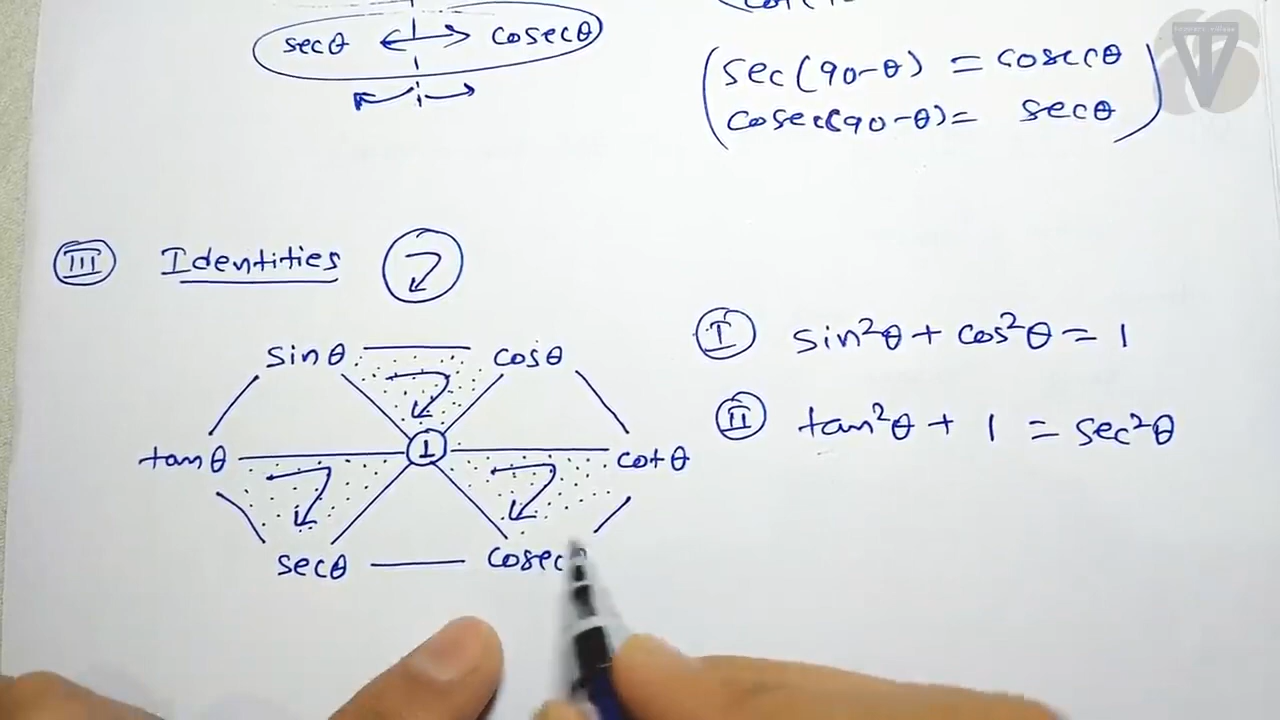 secθ ↔ cosecθ
sec(90-θ) = cosecθ
cosec(90-θ) = secθ
III Identities
sinθ cosθ
tanθ 1 cotθ
secθ cosec
I sin²θ + cos²θ = 1
II tan²θ + 1 = sec²θ